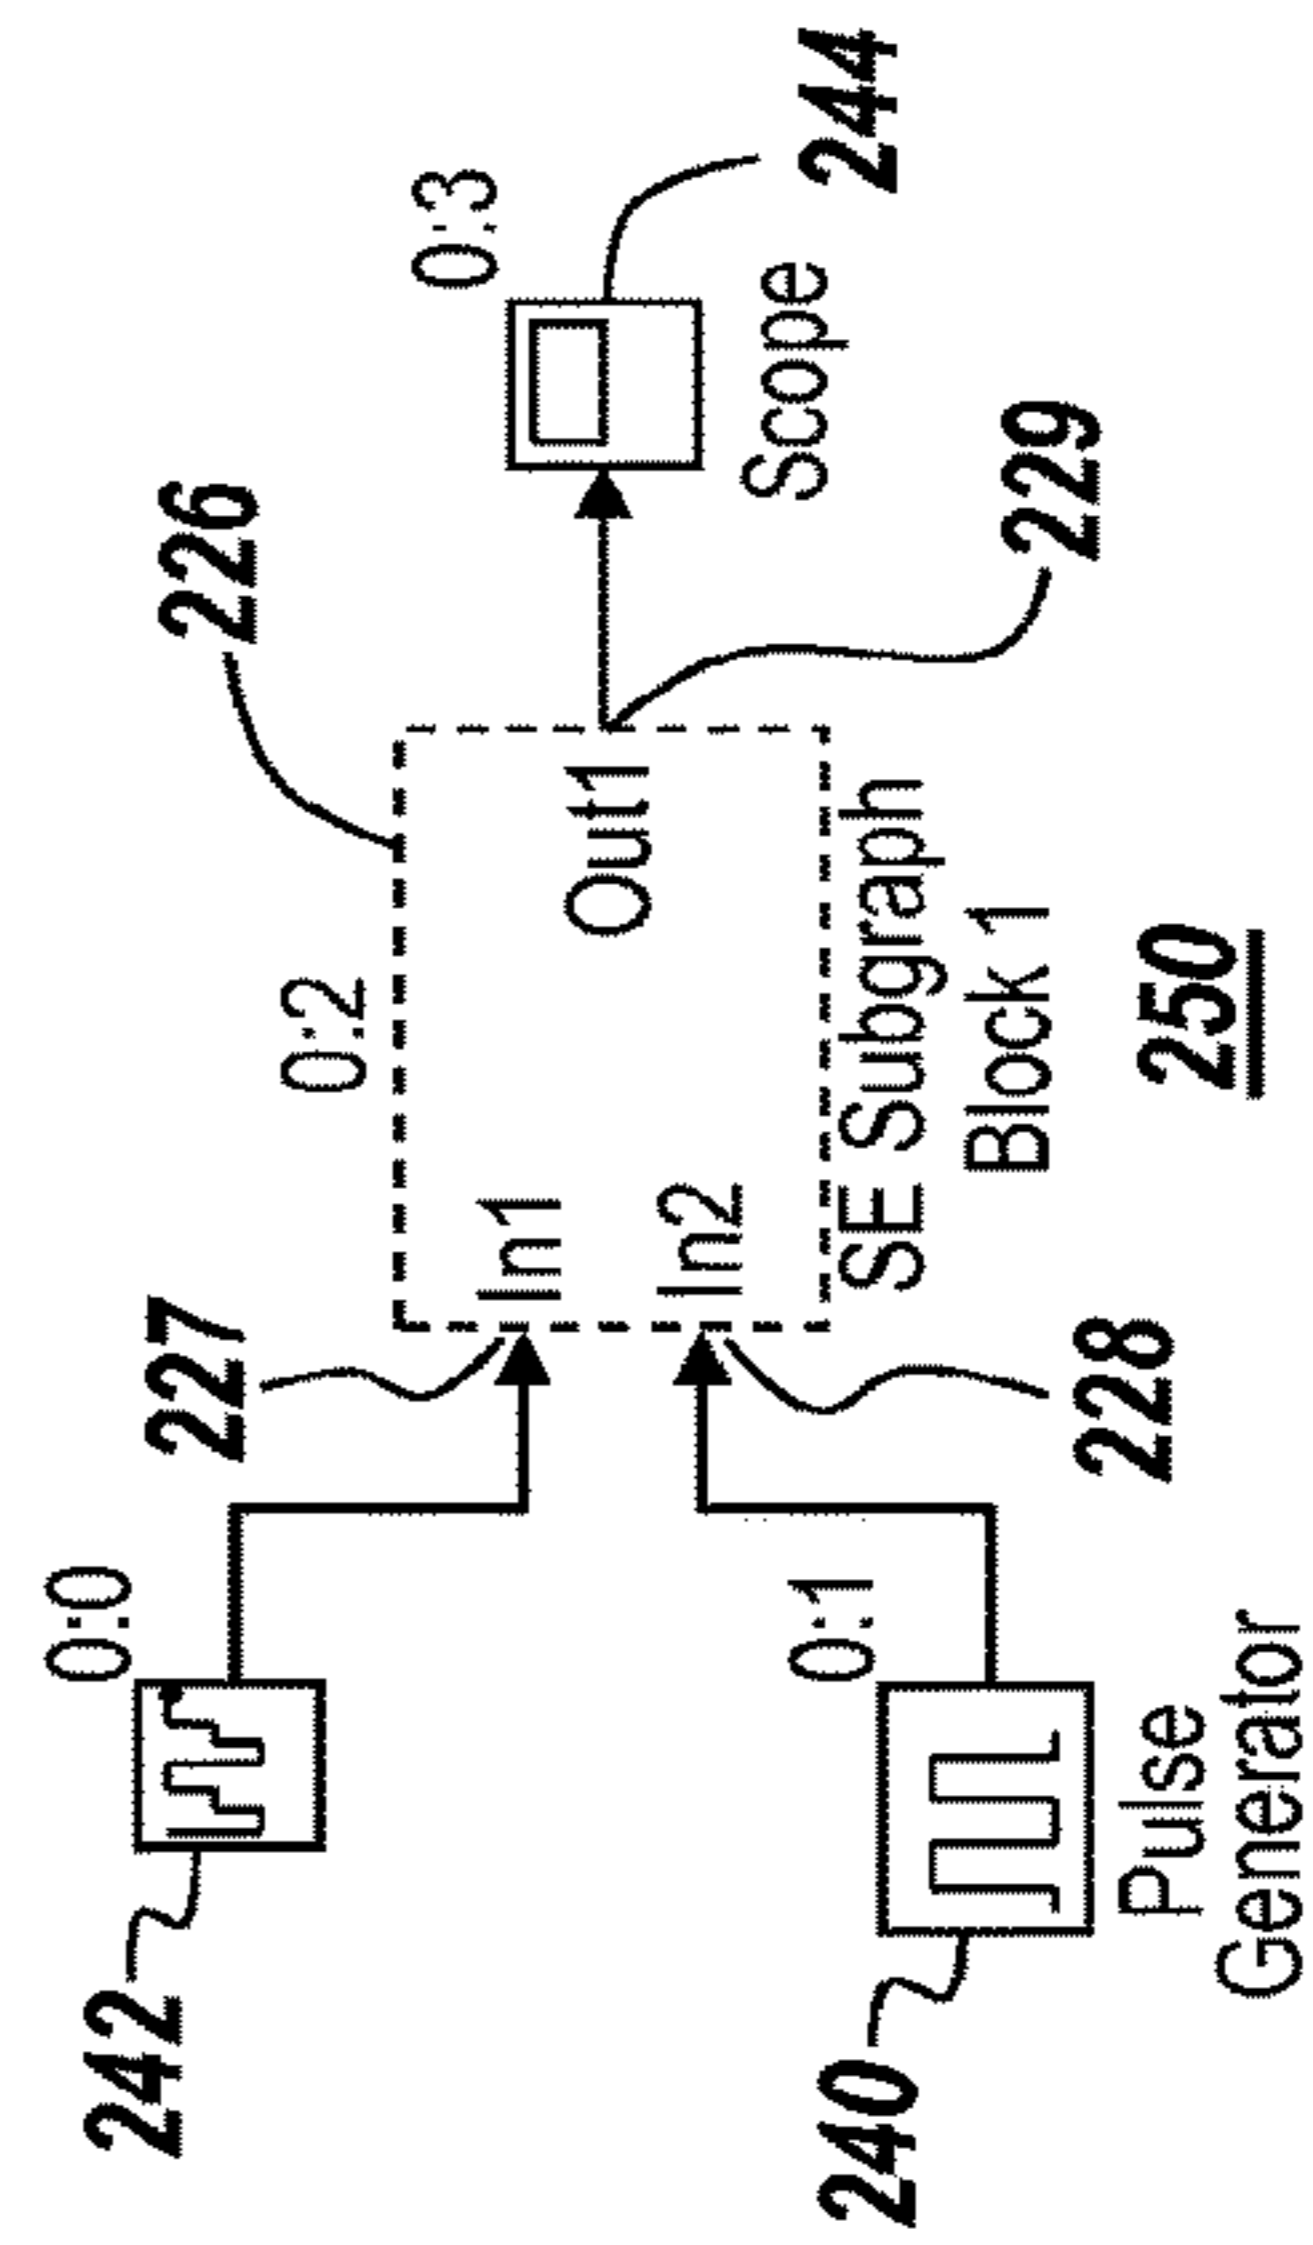 242
0:0
227
226
0:2
In1
In2
Out1
SE Subgraph
Block 1
0:3
Scope
244
229
240
0:1
Pulse
Generator
228
250